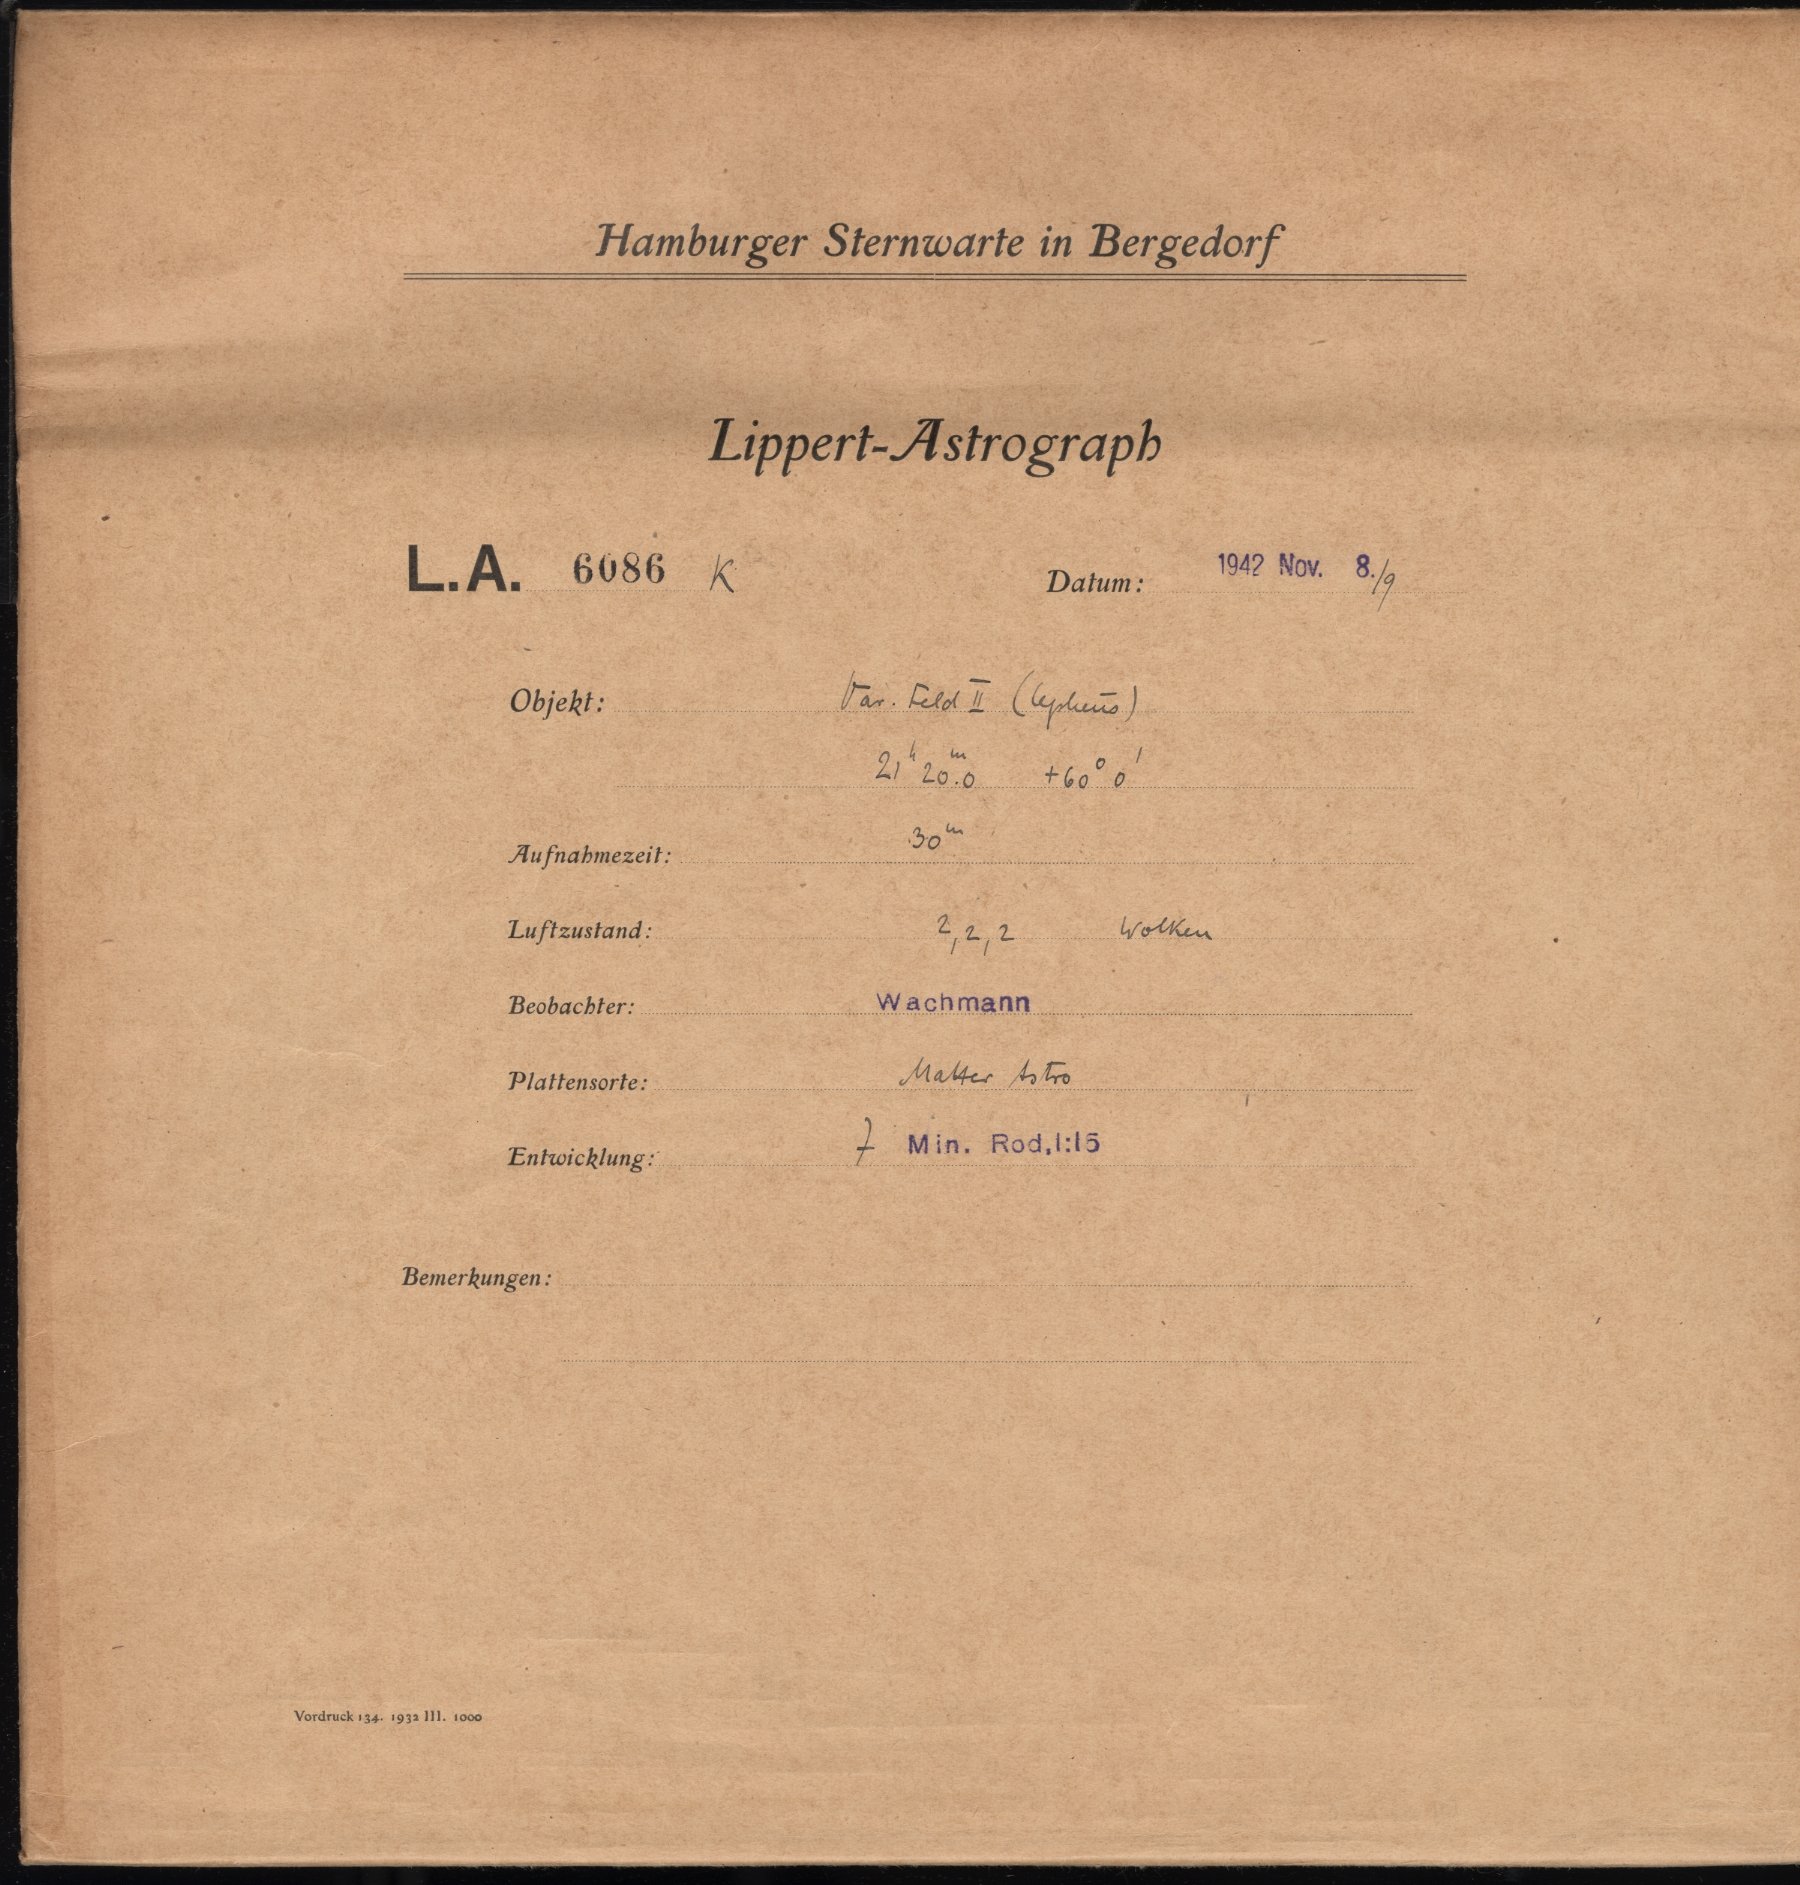 Hamburger Sternwarte in Bergedorf
Lippert-Astrograph
L.A. 6086 K Datum: 1942 Nov. 8./9
Objekt: Var. Feld II (Cepheus)
21h 20m.0 +60° 0'
Aufnahmezeit: 30m
Luftzustand: 2,2,2 Wolken
Beobachter: Wachmann
Plattensorte: Matter Astro
Entwicklung: 7 Min. Rod.1:15
Bemerkungen:
Vordruck 134. 1932 III. 1000